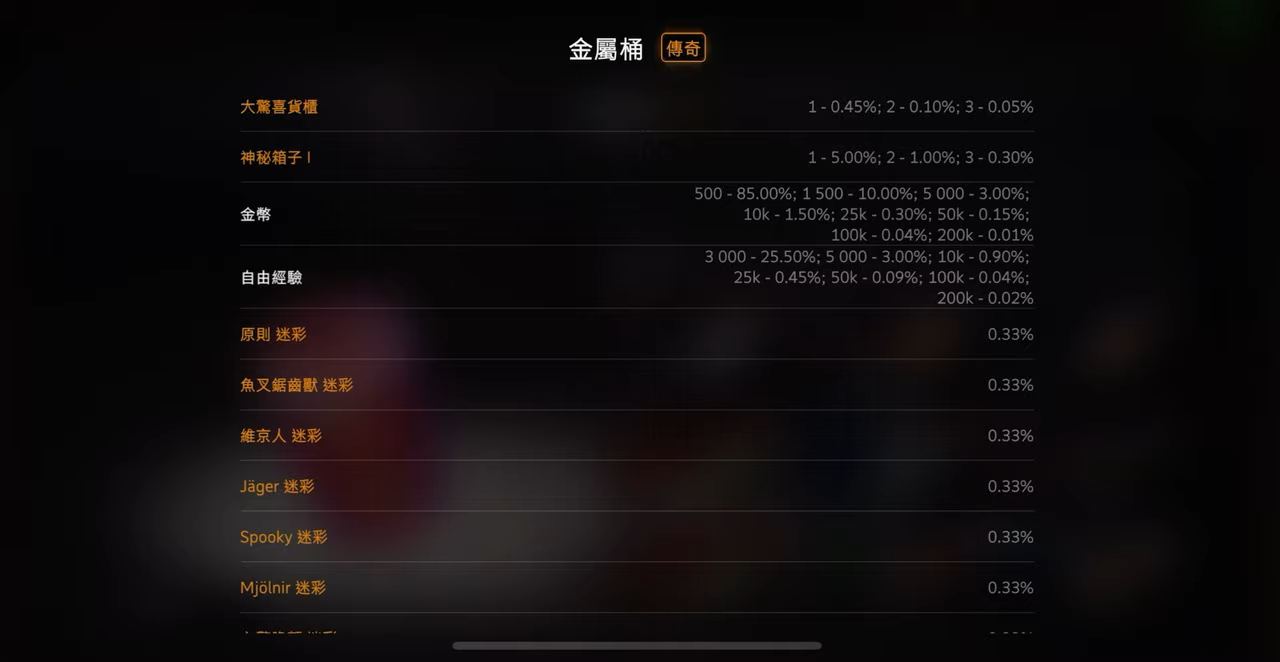 金屬桶 傳奇
大驚喜貨櫃 1 - 0.45%; 2 - 0.10%; 3 - 0.05%
神秘箱子 I 1 - 5.00%; 2 - 1.00%; 3 - 0.30%
金幣 500 - 85.00%; 1 500 - 10.00%; 5 000 - 3.00%;
10k - 1.50%; 25k - 0.30%; 50k - 0.15%;
100k - 0.04%; 200k - 0.01%
自由經驗 3 000 - 25.50%; 5 000 - 3.00%; 10k - 0.90%;
25k - 0.45%; 50k - 0.09%; 100k - 0.04%;
200k - 0.02%
原則 迷彩 0.33%
魚叉鋸齒獸 迷彩 0.33%
維京人 迷彩 0.33%
Jäger 迷彩 0.33%
Spooky 迷彩 0.33%
Mjölnir 迷彩 0.33%